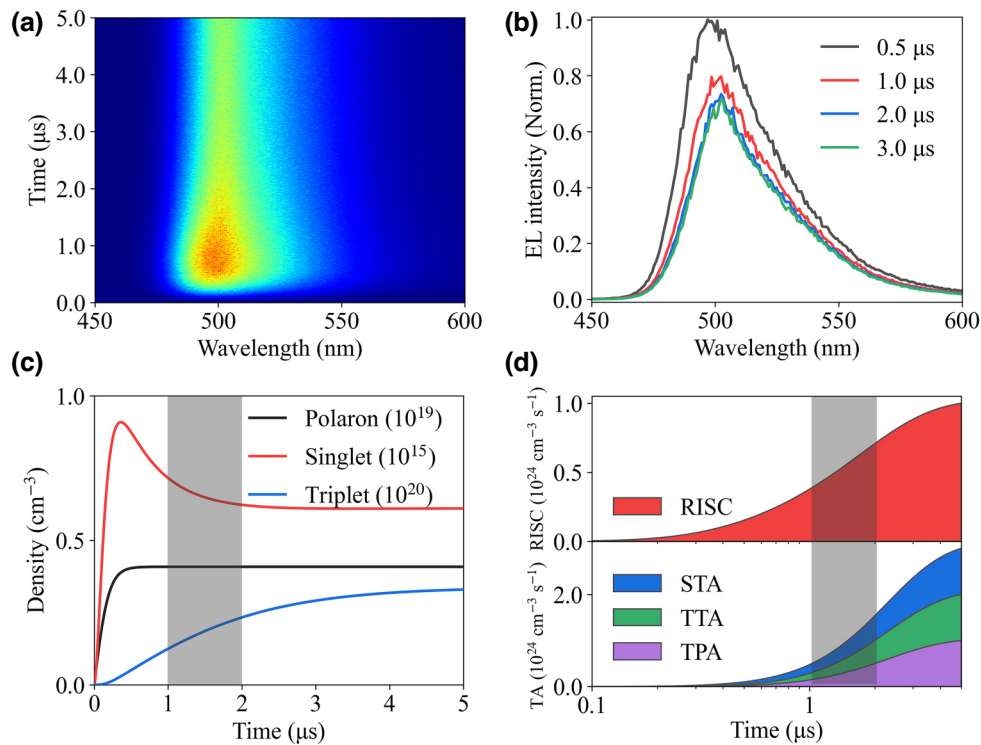 (a)
5.0
4.0
3.0
2.0
1.0
0.0
Time (μs)
450
500
550
600
Wavelength (nm)
(b)
1.0
0.8
0.6
0.4
0.2
0.0
EL intensity (Norm.)
0.5 μs
1.0 μs
2.0 μs
3.0 μs
450
500
550
600
Wavelength (nm)
(c)
1.0
0.5
0.0
Density (cm⁻³)
Polaron (10¹⁹)
Singlet (10¹⁵)
Triplet (10²⁰)
0
1
2
3
4
5
Time (μs)
(d)
1.0
0.5
0.0
RISC (10²⁴ cm⁻³ s⁻¹)
RISC
2.0
0.0
TA (10²⁴ cm⁻³ s⁻¹)
STA
TTA
TPA
0.1
1
Time (μs)